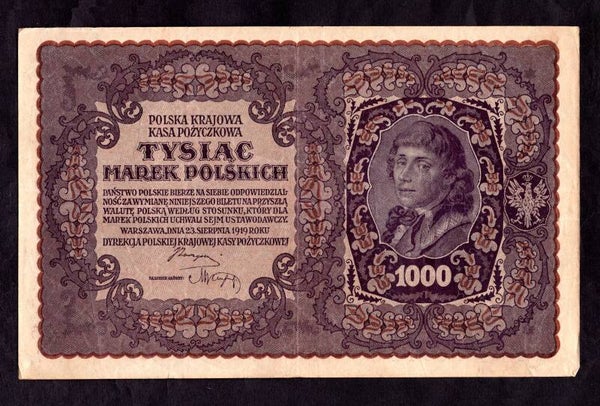 POLSKA KRAJOWA
KASA POŻYCZKOWA
TYSIĄC
MAREK POLSKICH
PAŃSTWO POLSKIE BIERZE NA SIEBIE ODPOWIEDZIAL
NOŚĆ ZA WYMIANĘ NINIEJSZEGO BILETU NA PRZYSZŁĄ
WALUTĘ POLSKĄ WEDŁUG STOSUNKU, KTÓRY DLA
MAREK POLSKICH UCHWALI SEJM USTAWODAWCZY.
WARSZAWA, DNIA 23. SIERPNIA 1919 ROKU
DYREKCJA POLSKIEJ KRAJOWEJ KASY POŻYCZKOWEJ
1000